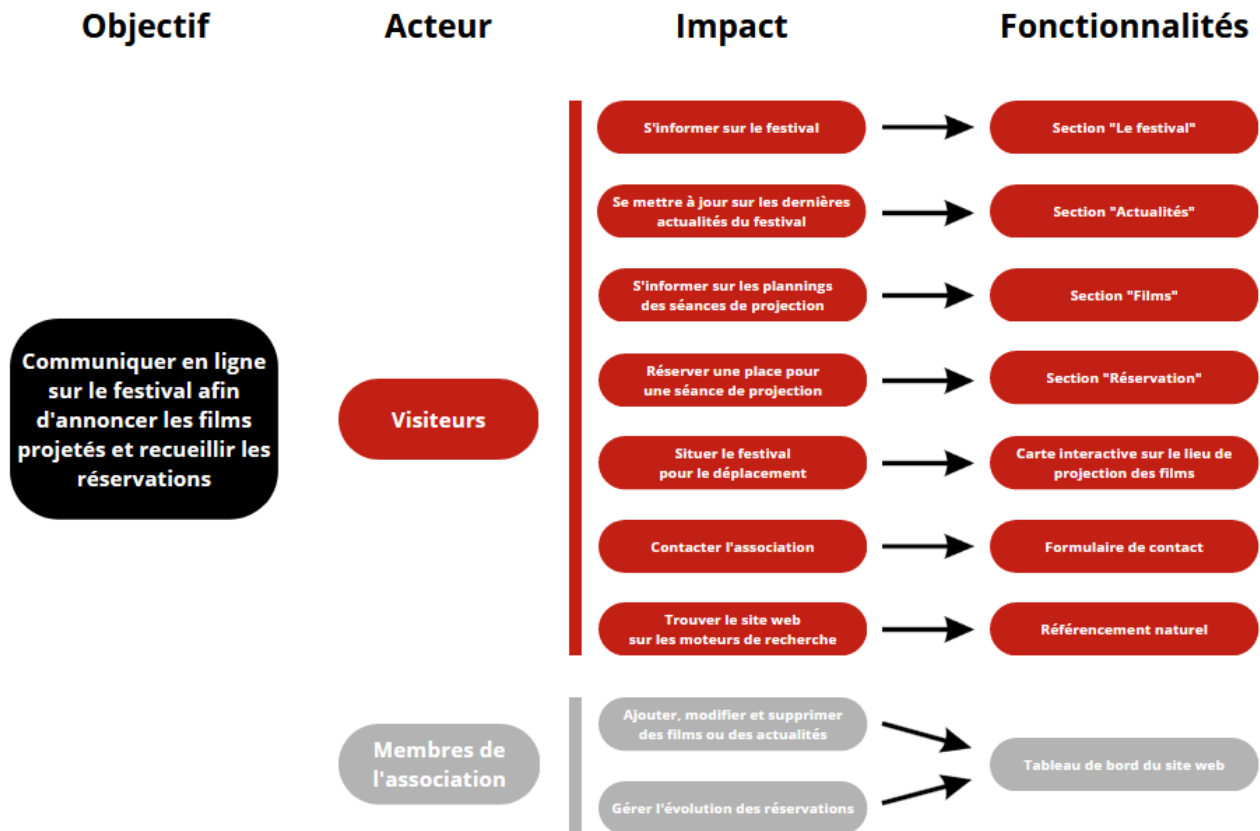 Objectif
Acteur
Impact
Fonctionnalités
Communiquer en ligne
sur le festival afin
d'annoncer les films
projetés et recueillir les
réservations
Visiteurs
S'informer sur le festival
Section "Le festival"
Se mettre à jour sur les dernières
actualités du festival
Section "Actualités"
S'informer sur les plannings
des séances de projection
Section "Films"
Réserver une place pour
une séance de projection
Section "Réservation"
Situer le festival
pour le déplacement
Carte interactive sur le lieu de
projection des films
Contacter l'association
Formulaire de contact
Trouver le site web
sur les moteurs de recherche
Référencement naturel
Membres de
l'association
Ajouter, modifier et supprimer
des films ou des actualités
Gérer l'évolution des réservations
Tableau de bord du site web